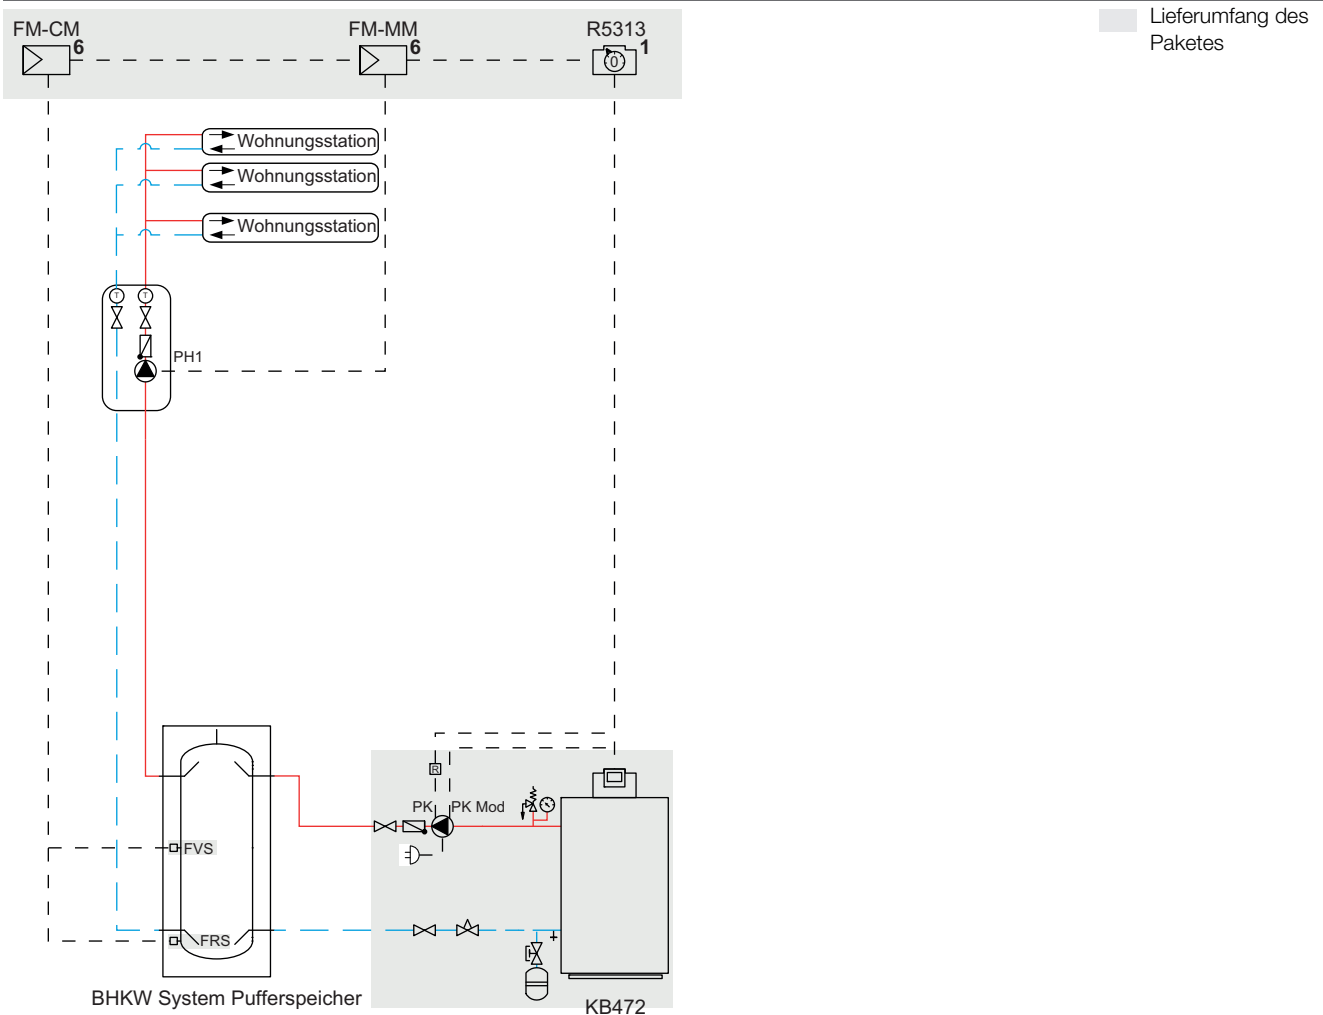 Lieferumfang des
Paketes
FM-CM
6
FM-MM
6
R5313
1
0
Wohnungsstation
Wohnungsstation
Wohnungsstation
T T
PH1
R
PK
PK Mod
FVS
FRS
BHKW System Pufferspeicher
KB472